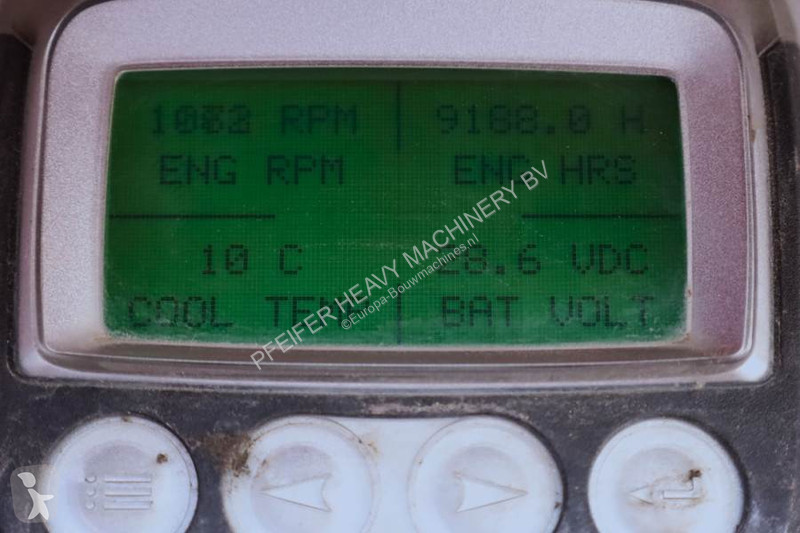 RPM 9188.0 H
ENG RPM ENG HRS
10 C 28.6 VDC
COOL TEMP BAT VOLT
PFEIFER HEAVY MACHINERY BV
©Europa-Bouwmachines.nl